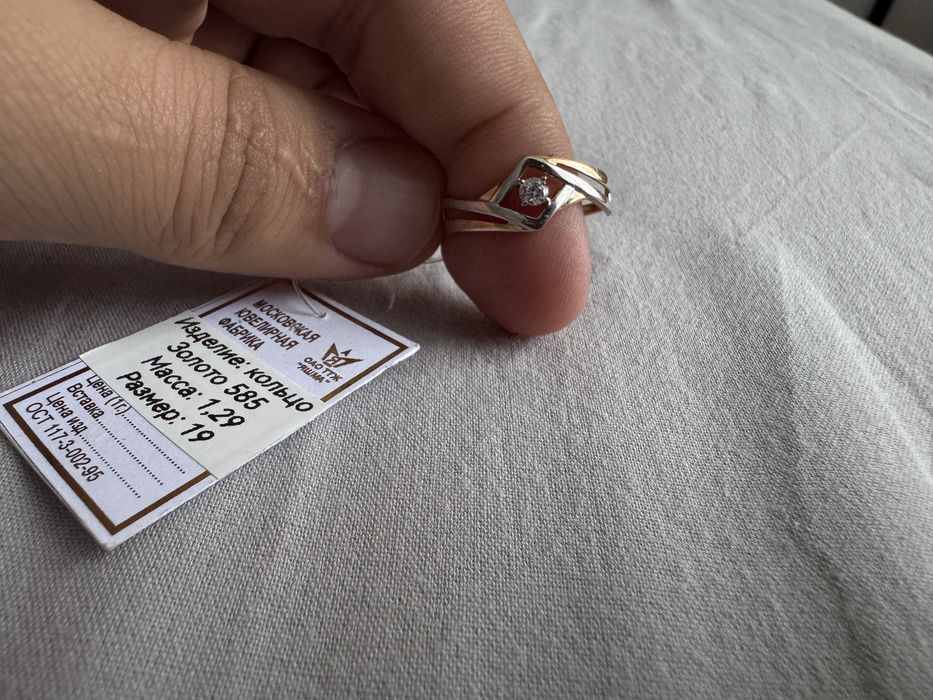 МОСКОВСКАЯ
ЮВЕЛИРНАЯ
ФАБРИКА
ОАО ТПК
"ЯШМА"
Изделие: кольцо
Золото 585
Масса: 1,29
Размер: 19
Цена (1г.)
Вставка
Цена изд.
ОСТ 117-3-002-95